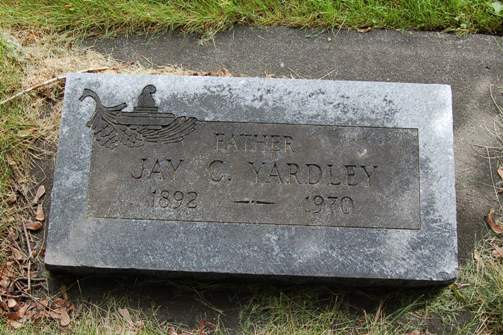 FATHER
JAY C. YARDLEY
1892 — 1970